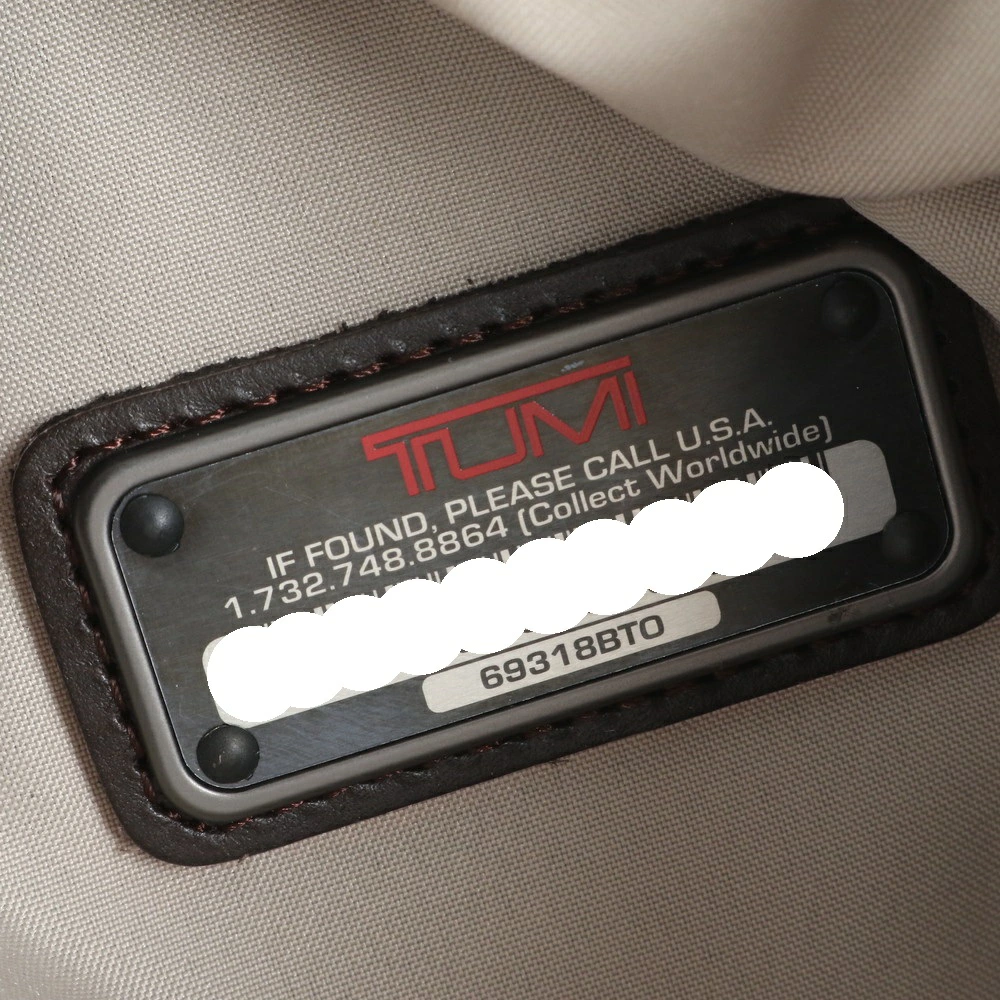 TUMI
IF FOUND, PLEASE CALL U.S.A.
1.732.748.8864 (Collect Worldwide)
69318BTO